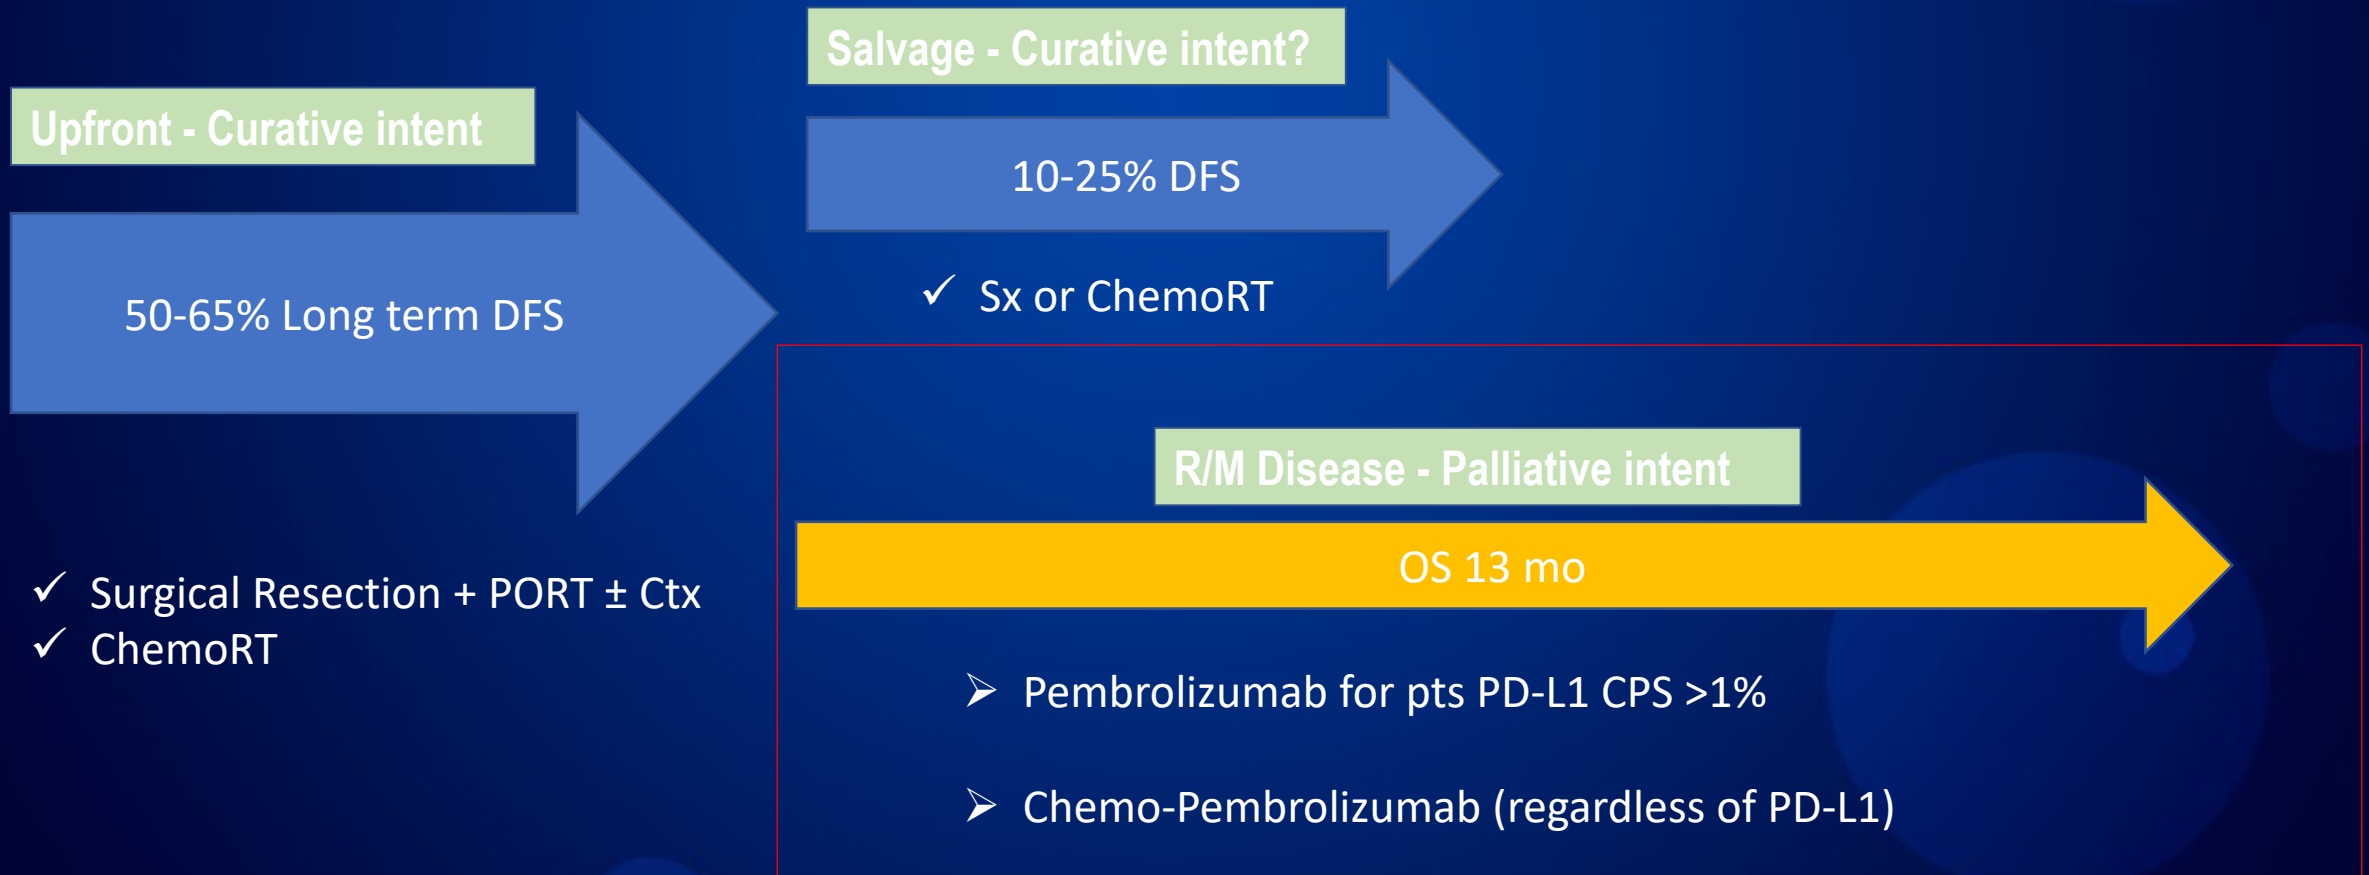 Upfront - Curative intent
50-65% Long term DFS
✓ Surgical Resection + PORT ± Ctx
✓ ChemoRT
Salvage - Curative intent?
10-25% DFS
✓ Sx or ChemoRT
R/M Disease - Palliative intent
OS 13 mo
➢ Pembrolizumab for pts PD-L1 CPS >1%
➢ Chemo-Pembrolizumab (regardless of PD-L1)